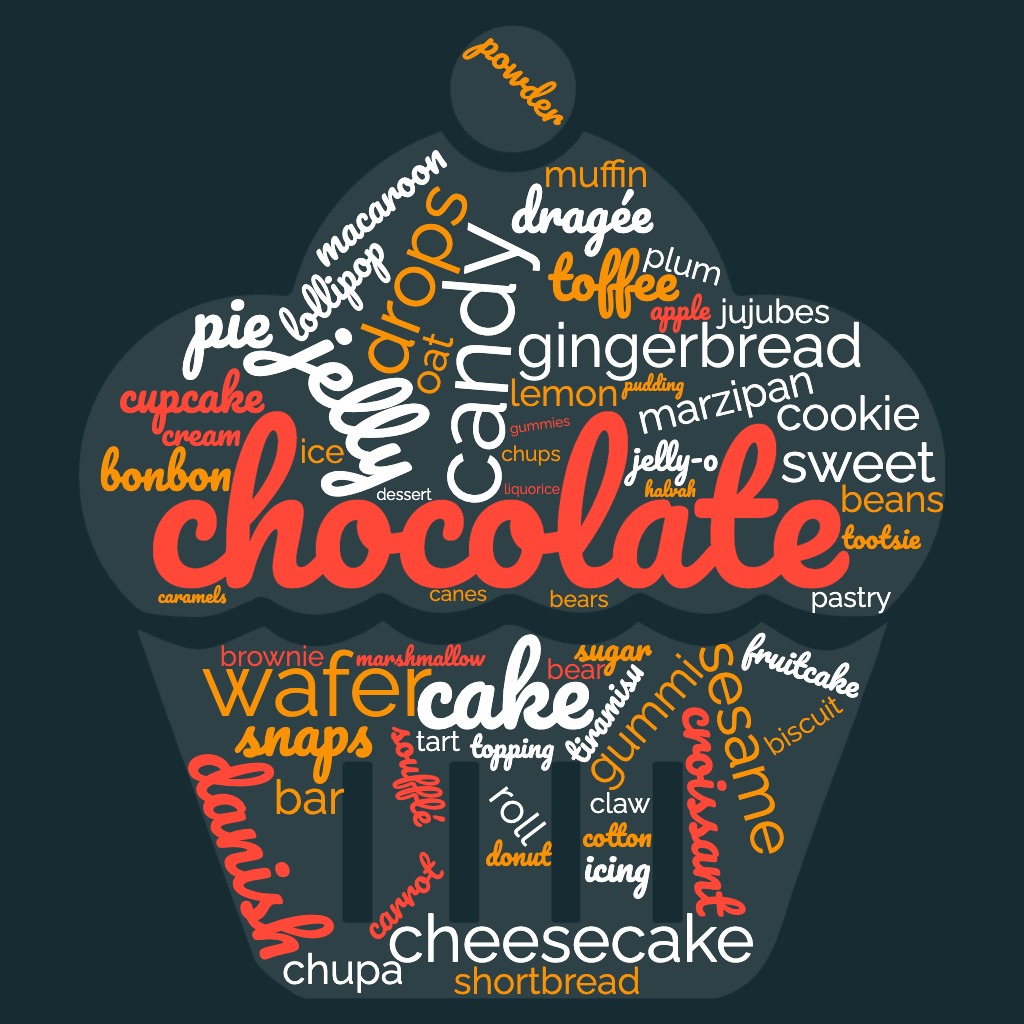 powder
macaroon
muffin
dragée
lollipop
drops
candy
toffee
plum
pie
jelly
oat
apple
jujubes
gingerbread
cupcake
lemon
pudding
marzipan
cookie
cream
ice
gummies
bonbon
chups
jelly-o
sweet
dessert
liquorice
halvah
beans
chocolate
tootsie
caramels
canes
bears
pastry
brownie
marshmallow
cake
bear
sugar
fruitcake
wafer
tiramisu
gummi
sesame
snaps
tart
topping
biscuit
soufflé
croissant
danish
bar
roll
claw
donut
cotton
icing
carrot
cheesecake
chupa
shortbread